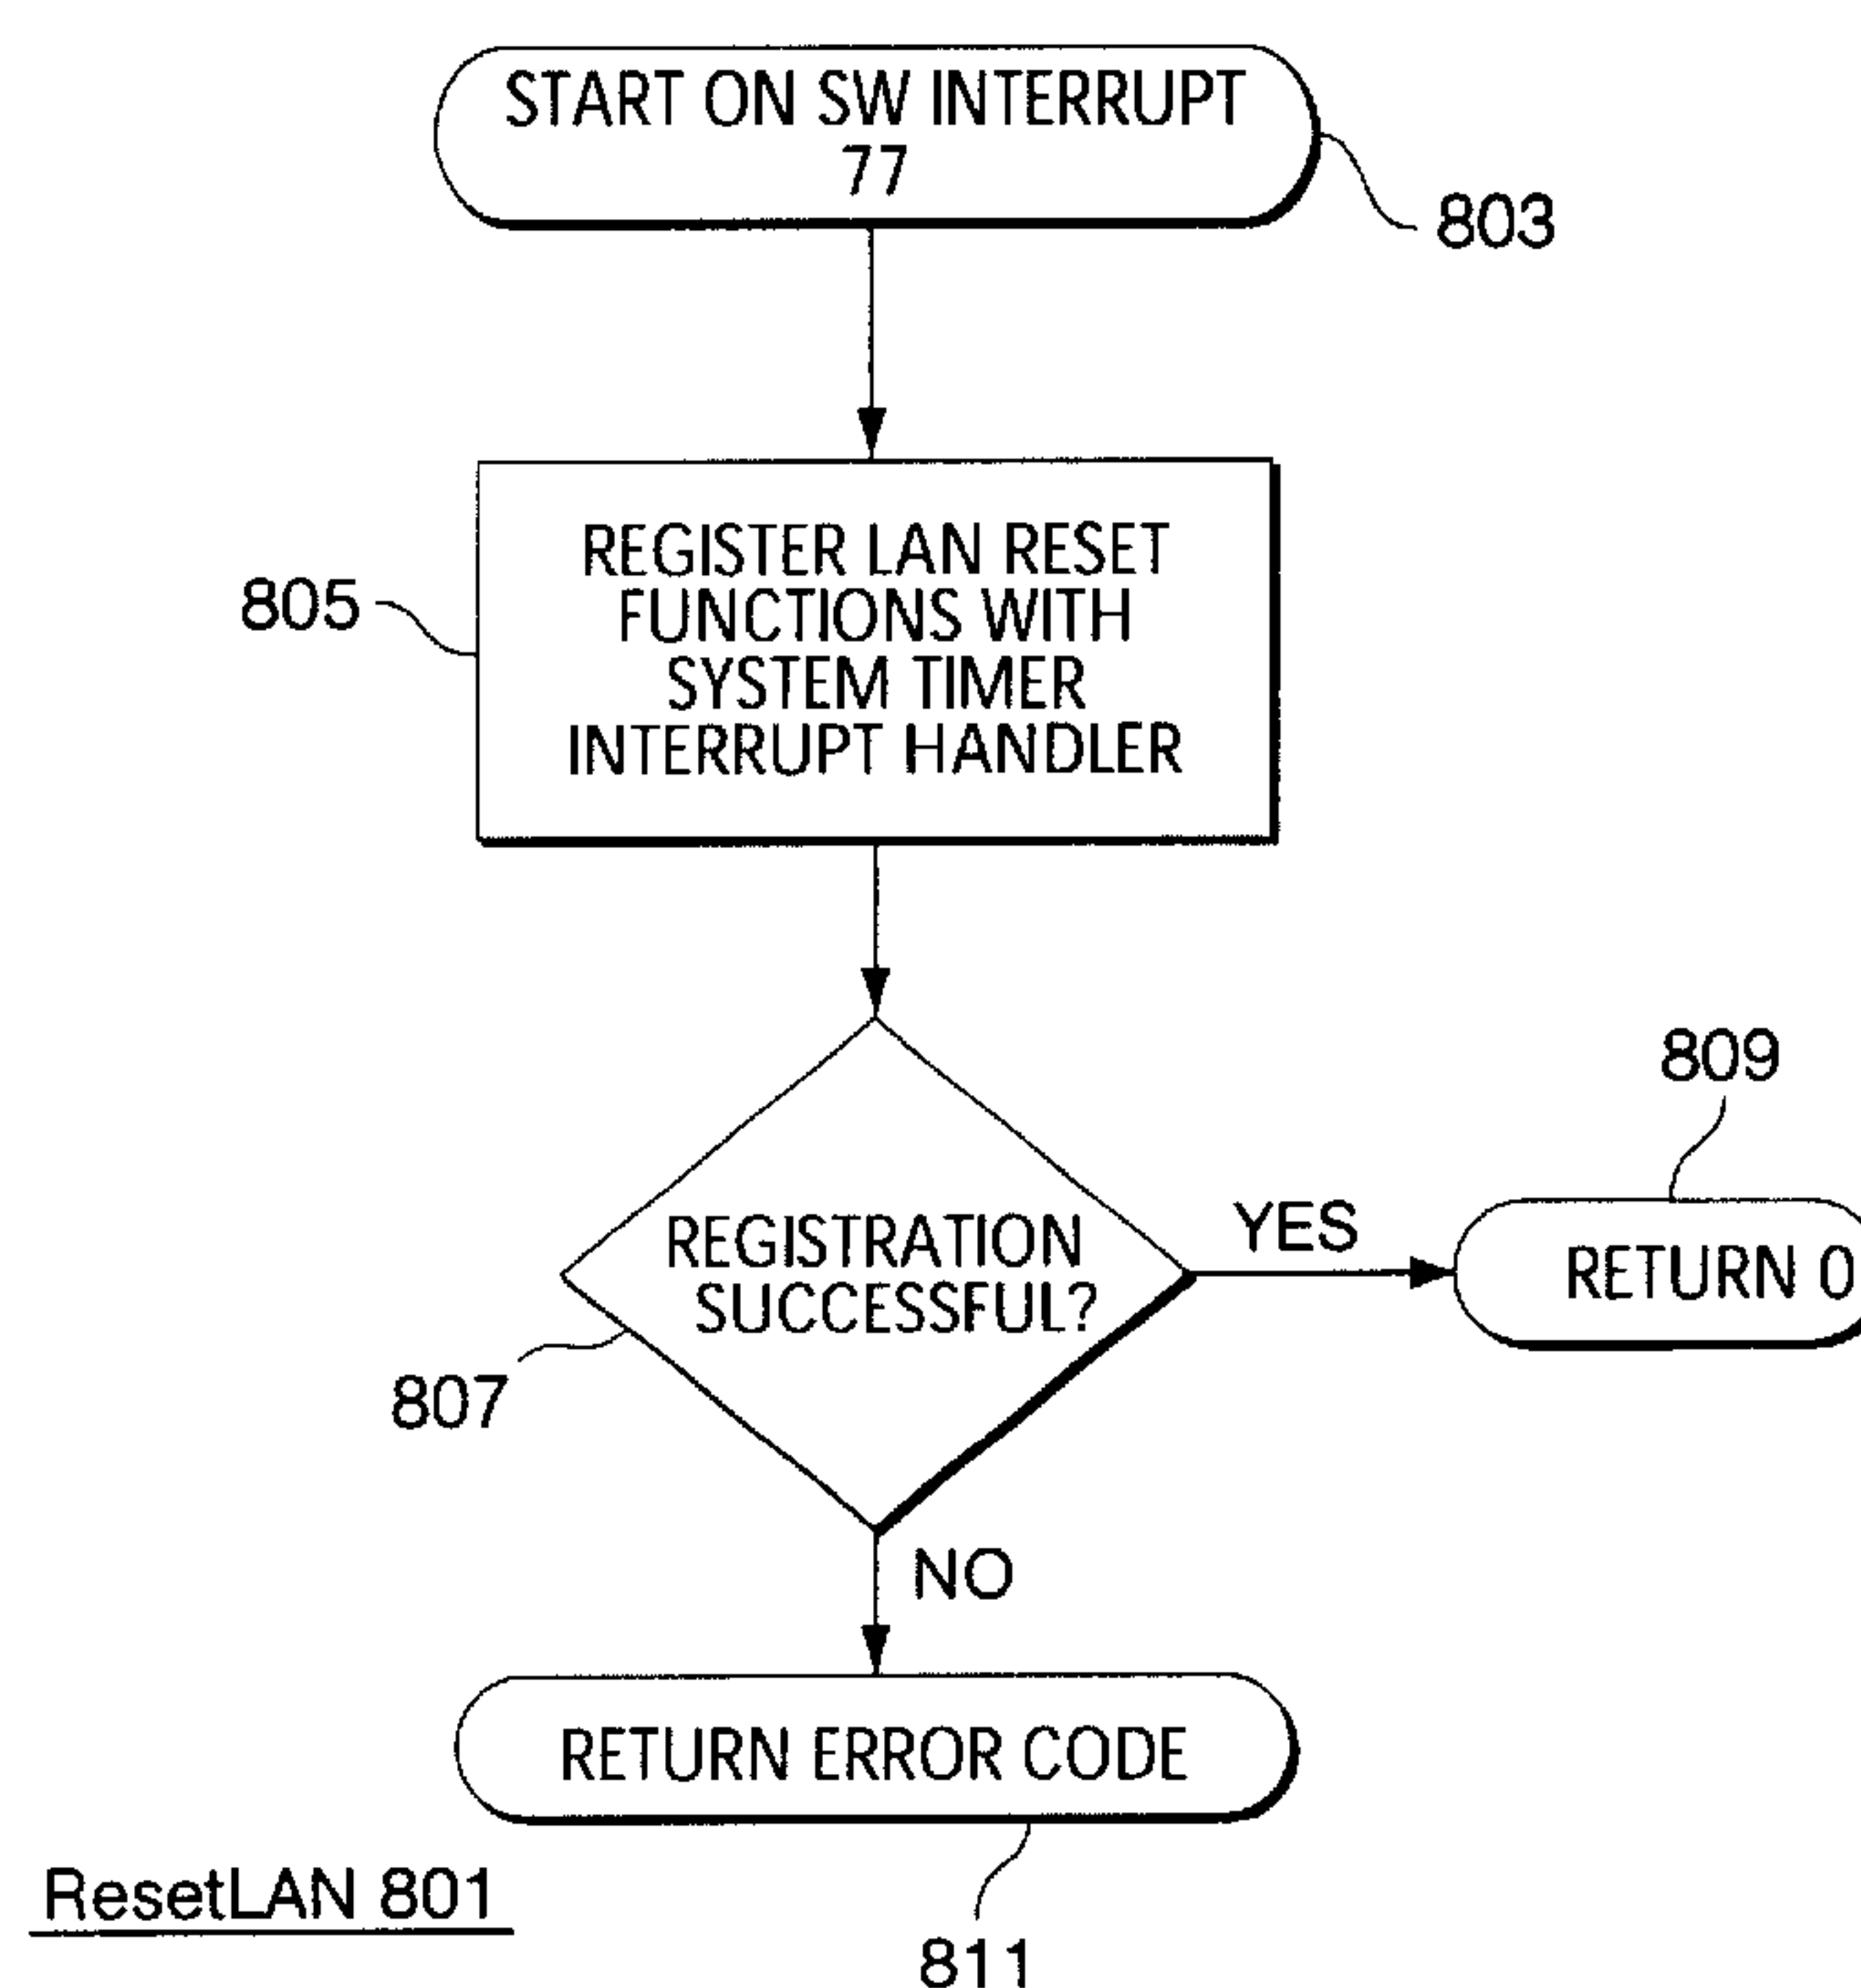 START ON SW INTERRUPT
77
803
REGISTER LAN RESET
FUNCTIONS WITH
SYSTEM TIMER
INTERRUPT HANDLER
805
809
REGISTRATION
SUCCESSFUL?
YES
RETURN 0
807
NO
RETURN ERROR CODE
ResetLAN 801
811